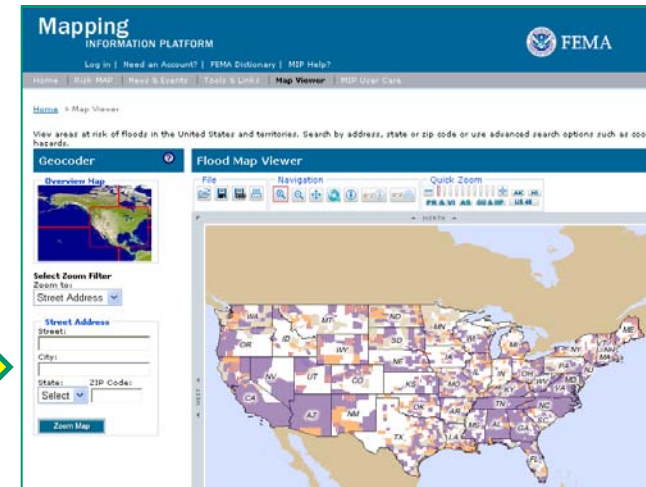 Mapping
INFORMATION PLATFORM
FEMA
Log in | Need an Account? | FEMA Dictionary | MIP Help?
Home | Risk MAP | News & Events | Tools & Links | Map Viewer | MIP User Care
Home > Map Viewer
View areas at risk of floods in the United States and territories. Search by address, state or zip code or use advanced search options such as coo
hazards.
Geocoder
Flood Map Viewer
Overview Map
File
Navigation
Quick Zoom
AK HI
PR & VI AS GU & NP US 48
NORTH
Select Zoom Filter
Zoom to:
Street Address
Street Address
Street:
City:
State: ZIP Code:
Select
Zoom Map
WEST
WA MT ND MN ME
OR ID WY SD WI MI NY VT NH MA
NE IA PA NJ
NV UT CO KS MO IN OH WV MD VA
CA KY
AZ NM OK AR TN NC SC
TX LA MS AL GA
FL